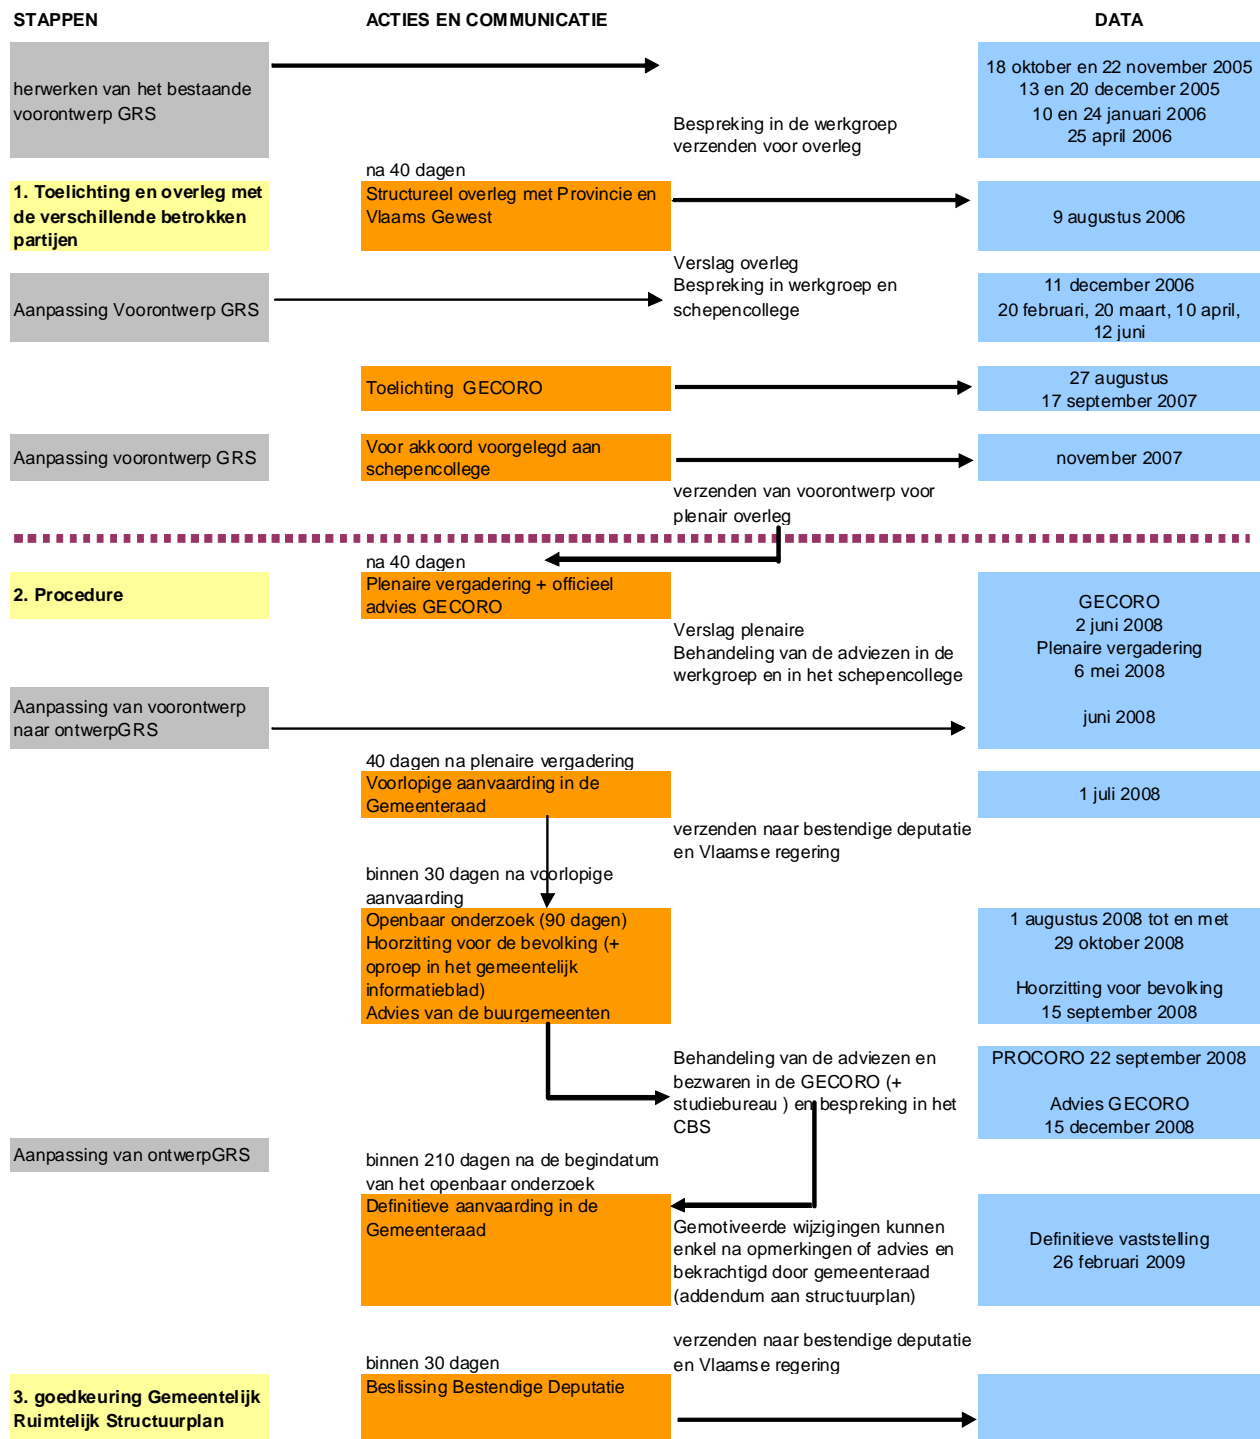 STAPPEN
ACTIES EN COMMUNICATIE
DATA
herwerken van het bestaande
voorontwerp GRS
18 oktober en 22 november 2005
13 en 20 december 2005
10 en 24 januari 2006
25 april 2006
Bespreking in de werkgroep
verzenden voor overleg
na 40 dagen
1. Toelichting en overleg met
de verschillende betrokken
partijen
Structureel overleg met Provincie en
Vlaams Gewest
9 augustus 2006
Verslag overleg
Bespreking in werkgroep en
schepencollege
Aanpassing Voorontwerp GRS
11 december 2006
20 februari, 20 maart, 10 april,
12 juni
Toelichting GECORO
27 augustus
17 september 2007
Aanpassing voorontwerp GRS
Voor akkoord voorgelegd aan
schepencollege
november 2007
verzenden van voorontwerp voor
plenair overleg
na 40 dagen
2. Procedure
Plenaire vergadering + officieel
advies GECORO
GECORO
2 juni 2008
Plenaire vergadering
6 mei 2008
juni 2008
Verslag plenaire
Behandeling van de adviezen in de
werkgroep en in het schepencollege
Aanpassing van voorontwerp
naar ontwerpGRS
40 dagen na plenaire vergadering
Voorlopige aanvaarding in de
Gemeenteraad
1 juli 2008
verzenden naar bestendige deputatie
en Vlaamse regering
binnen 30 dagen na voorlopige
aanvaarding
Openbaar onderzoek (90 dagen)
Hoorzitting voor de bevolking (+
oproep in het gemeentelijk
informatieblad)
Advies van de buurgemeenten
1 augustus 2008 tot en met
29 oktober 2008
Hoorzitting voor bevolking
15 september 2008
Behandeling van de adviezen en
bezwaren in de GECORO (+
studiebureau ) en bespreking in het
CBS
PROCORO 22 september 2008
Advies GECORO
15 december 2008
Aanpassing van ontwerpGRS
binnen 210 dagen na de begindatum
van het openbaar onderzoek
Definitieve aanvaarding in de
Gemeenteraad
Gemotiveerde wijzigingen kunnen
enkel na opmerkingen of advies en
bekrachtigd door gemeenteraad
(addendum aan structuurplan)
Definitieve vaststelling
26 februari 2009
verzenden naar bestendige deputatie
en Vlaamse regering
binnen 30 dagen
3. goedkeuring Gemeentelijk
Ruimtelijk Structuurplan
Beslissing Bestendige Deputatie